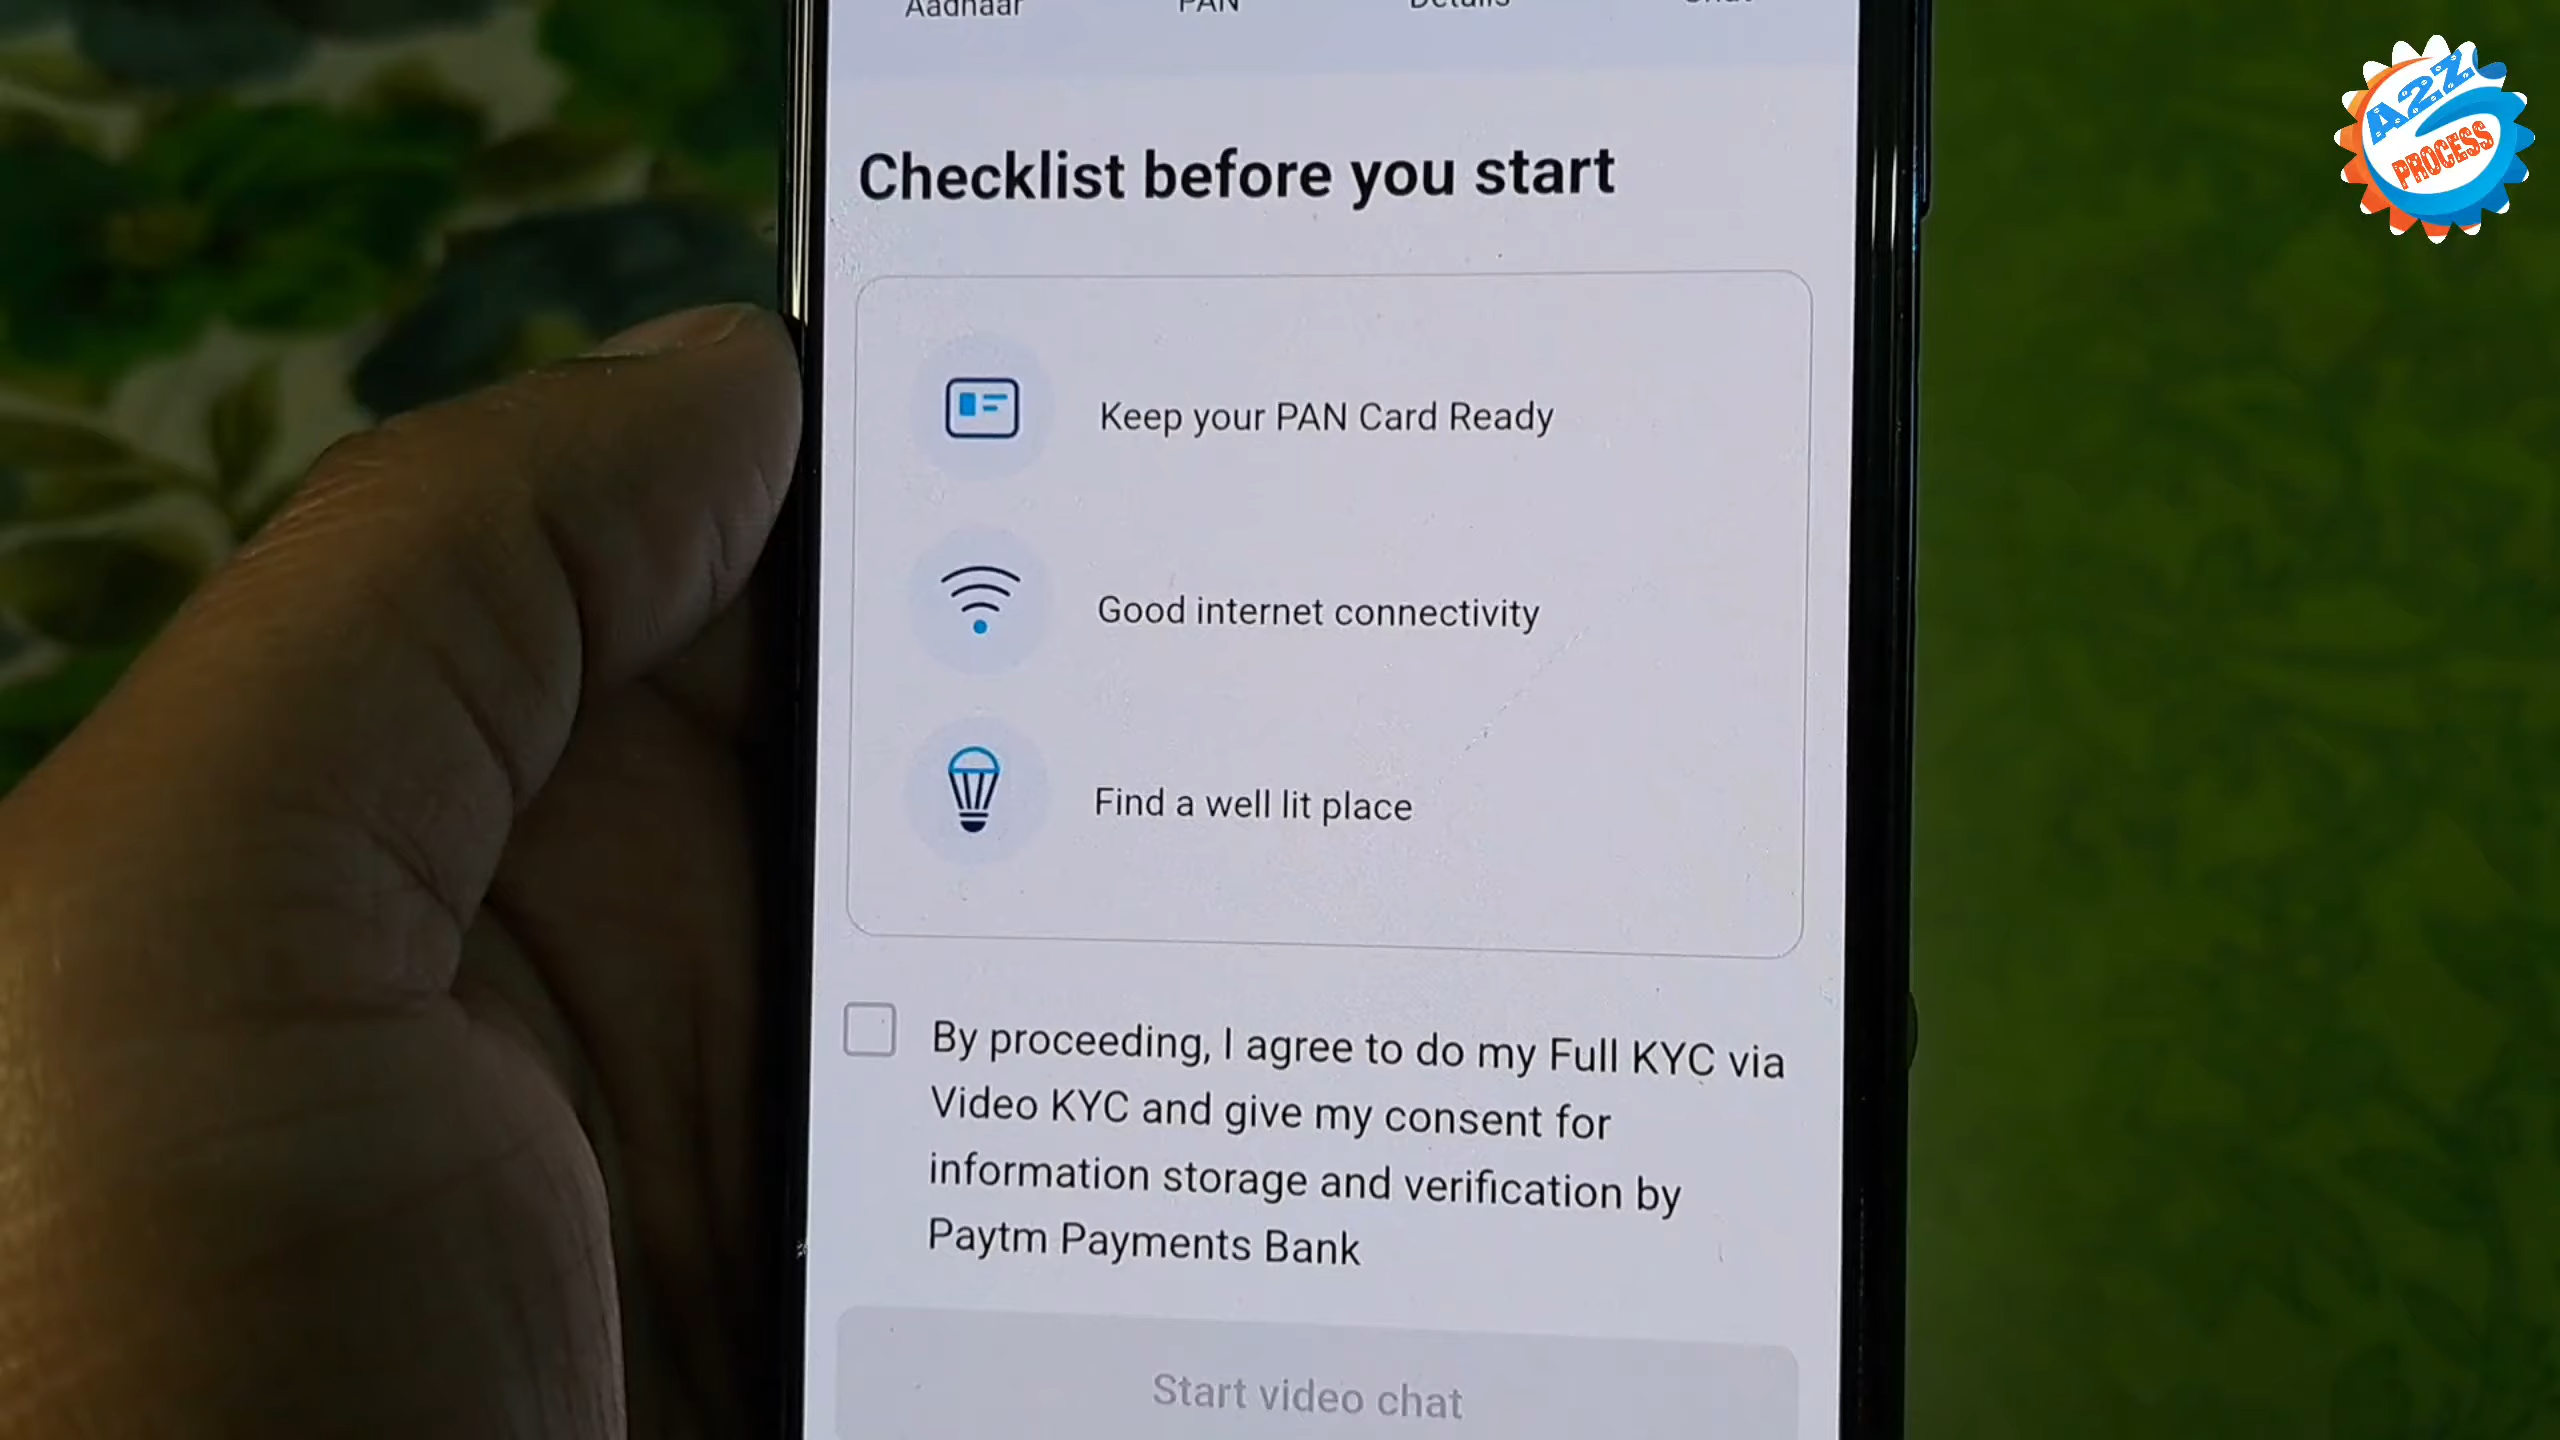 Aadhaar PAN Details Chat
Checklist before you start
Keep your PAN Card Ready
Good internet connectivity
Find a well lit place
By proceeding, I agree to do my Full KYC via
Video KYC and give my consent for
information storage and verification by
Paytm Payments Bank
Start video chat
A2Z
PROCESS